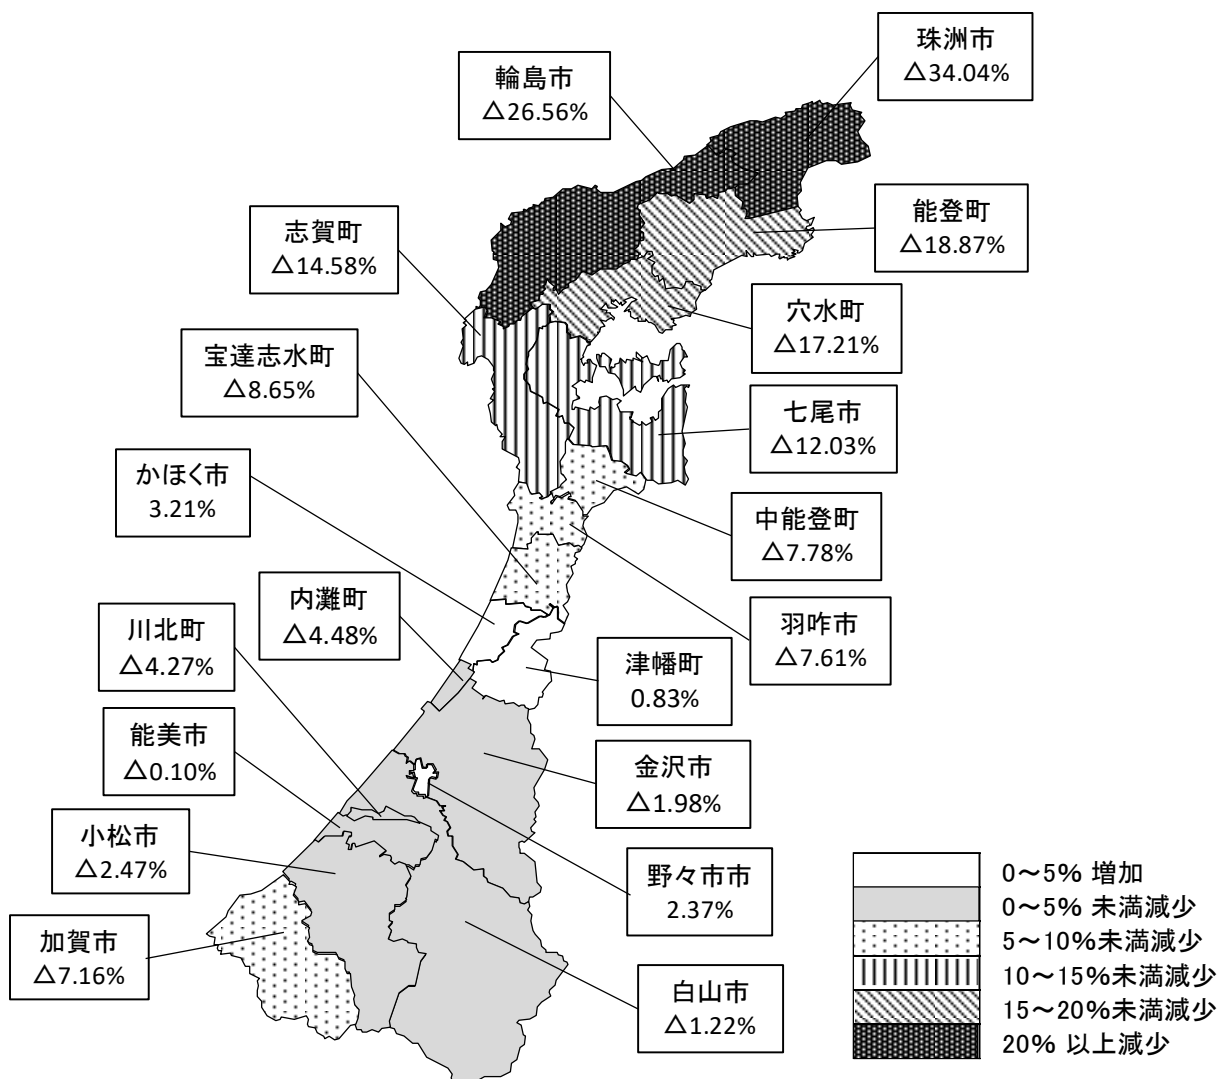 珠洲市
△34.04%
輪島市
△26.56%
能登町
△18.87%
志賀町
△14.58%
穴水町
△17.21%
宝達志水町
△8.65%
七尾市
△12.03%
かほく市
3.21%
中能登町
△7.78%
内灘町
△4.48%
羽咋市
△7.61%
川北町
△4.27%
津幡町
0.83%
能美市
△0.10%
金沢市
△1.98%
小松市
△2.47%
野々市市
2.37%
加賀市
△7.16%
白山市
△1.22%
0～5% 増加
0～5% 未満減少
5～10%未満減少
10～15%未満減少
15～20%未満減少
20% 以上減少